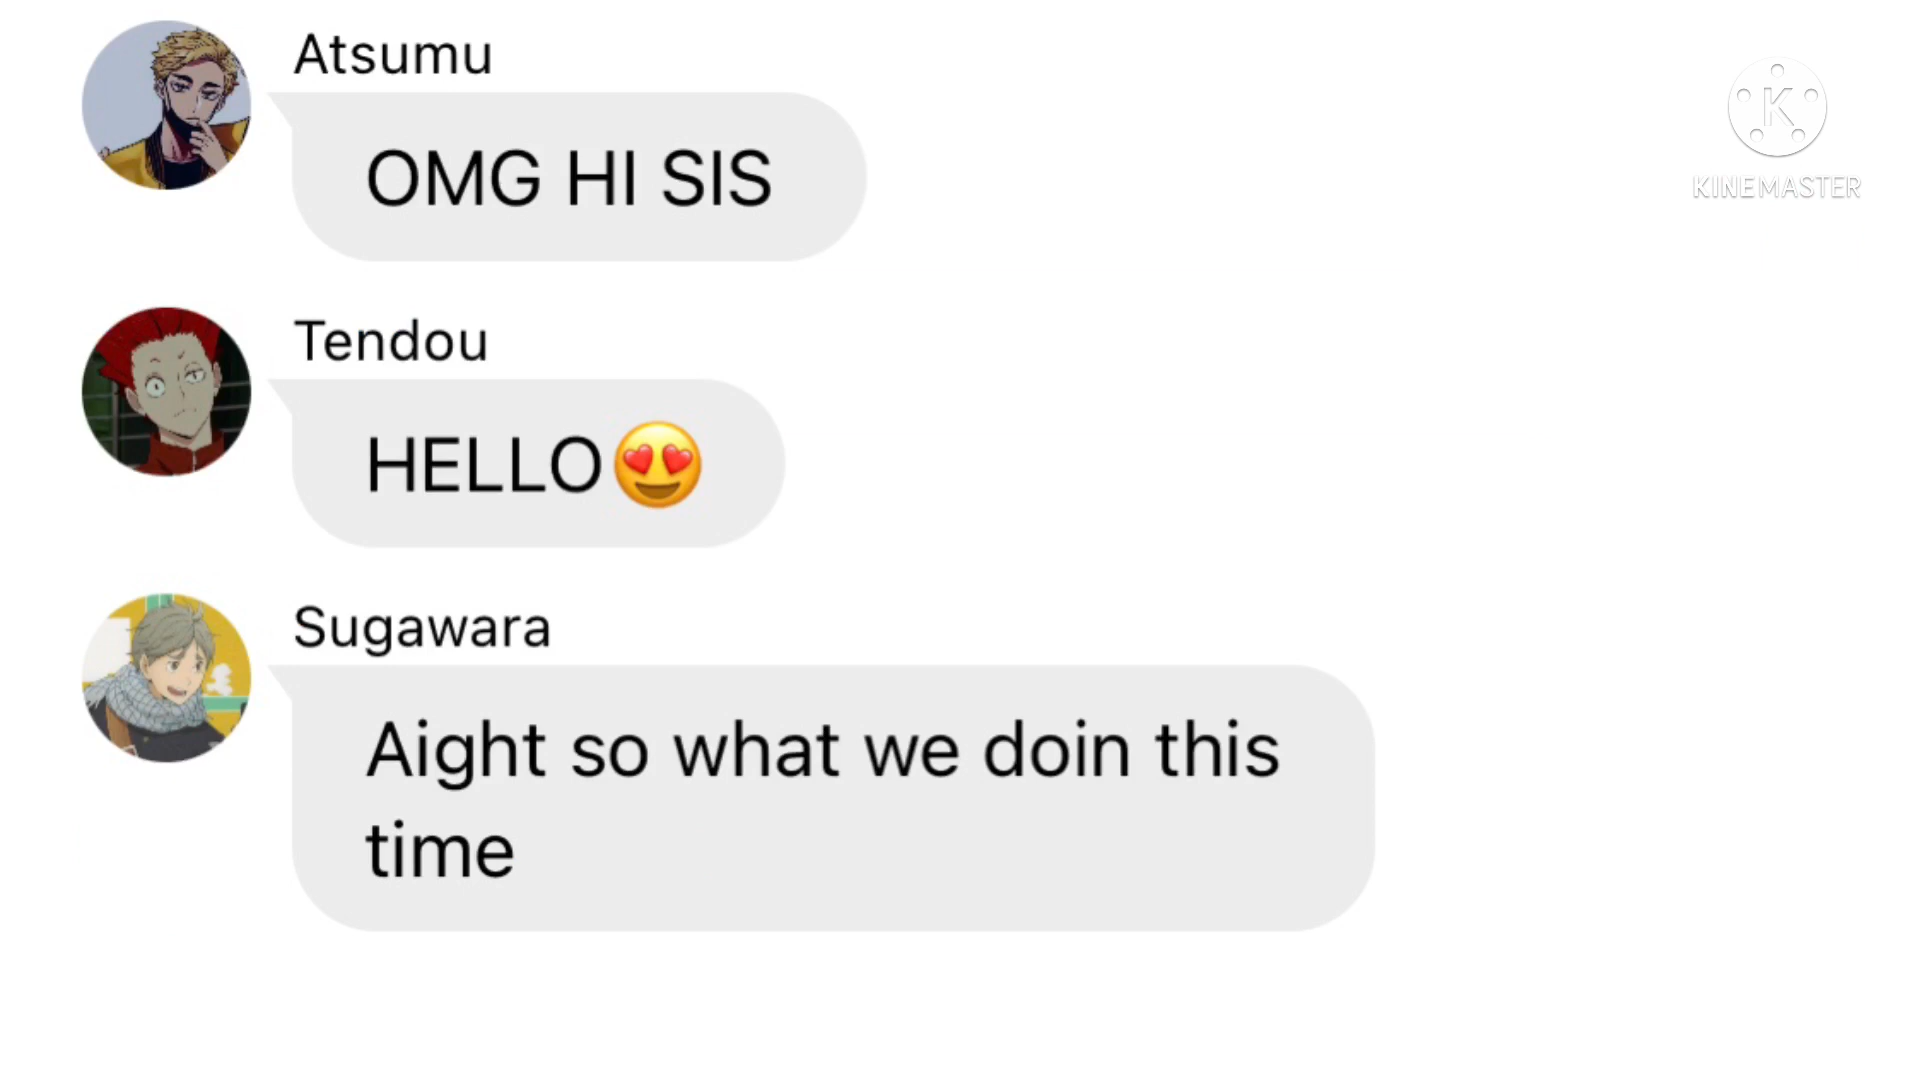 Atsumu
OMG HI SIS
K
KINEMASTER
Tendou
HELLO😍
Sugawara
Aight so what we doin this
time